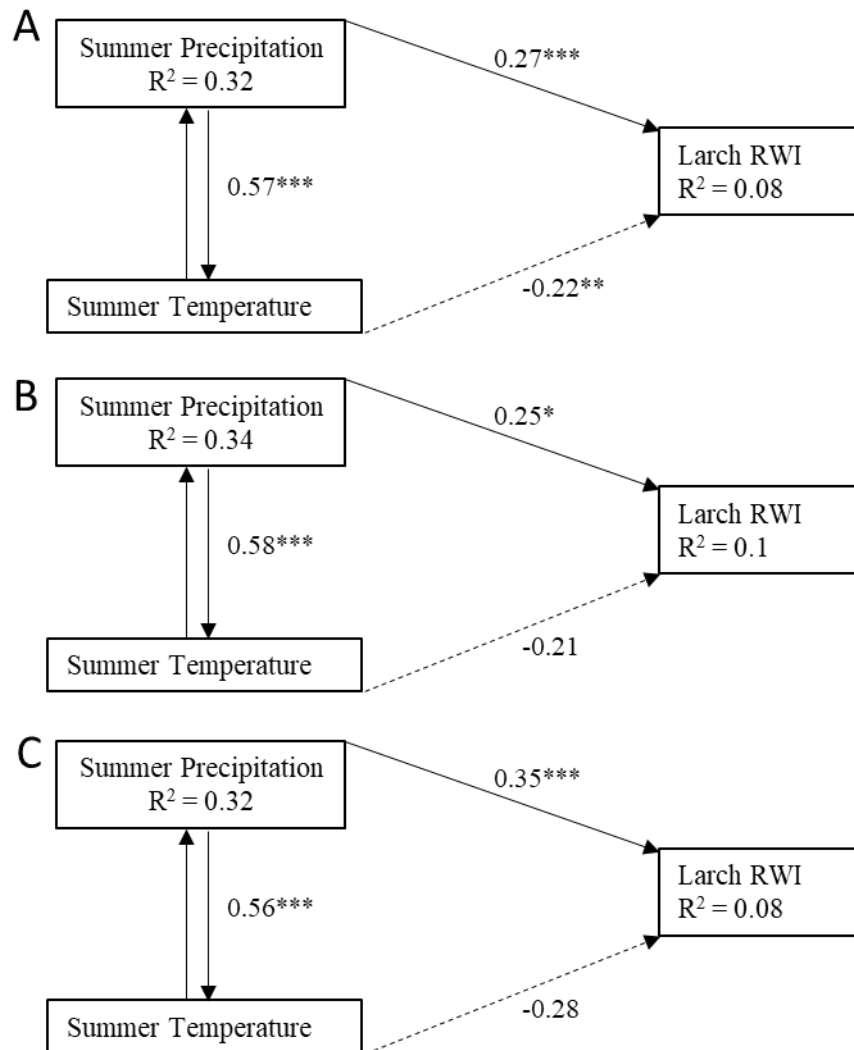 A
Summer Precipitation
R² = 0.32
0.27***
Larch RWI
R² = 0.08
0.57***
Summer Temperature
-0.22**
B
Summer Precipitation
R² = 0.34
0.25*
Larch RWI
R² = 0.1
0.58***
Summer Temperature
-0.21
C
Summer Precipitation
R² = 0.32
0.35***
Larch RWI
R² = 0.08
0.56***
Summer Temperature
-0.28